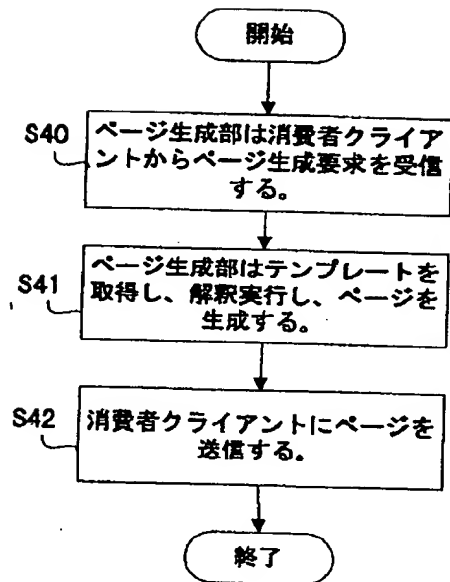 開始
S40
ページ生成部は消費者クライア
ントからページ生成要求を受信
する。
S41
ページ生成部はテンプレートを
取得し、解釈実行し、ページを
生成する。
S42
消費者クライアントにページを
送信する。
終了